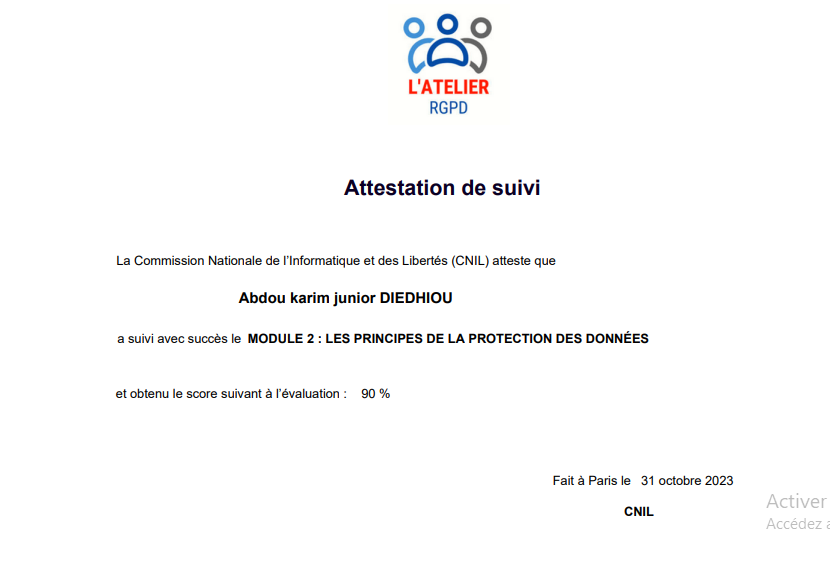 L'ATELIER
RGPD
Attestation de suivi
La Commission Nationale de l'Informatique et des Libertés (CNIL) atteste que
Abdou karim junior DIEDHIOU
a suivi avec succès le MODULE 2 : LES PRINCIPES DE LA PROTECTION DES DONNÉES
et obtenu le score suivant à l'évaluation : 90 %
Fait à Paris le 31 octobre 2023
CNIL
Activer
Accédez a